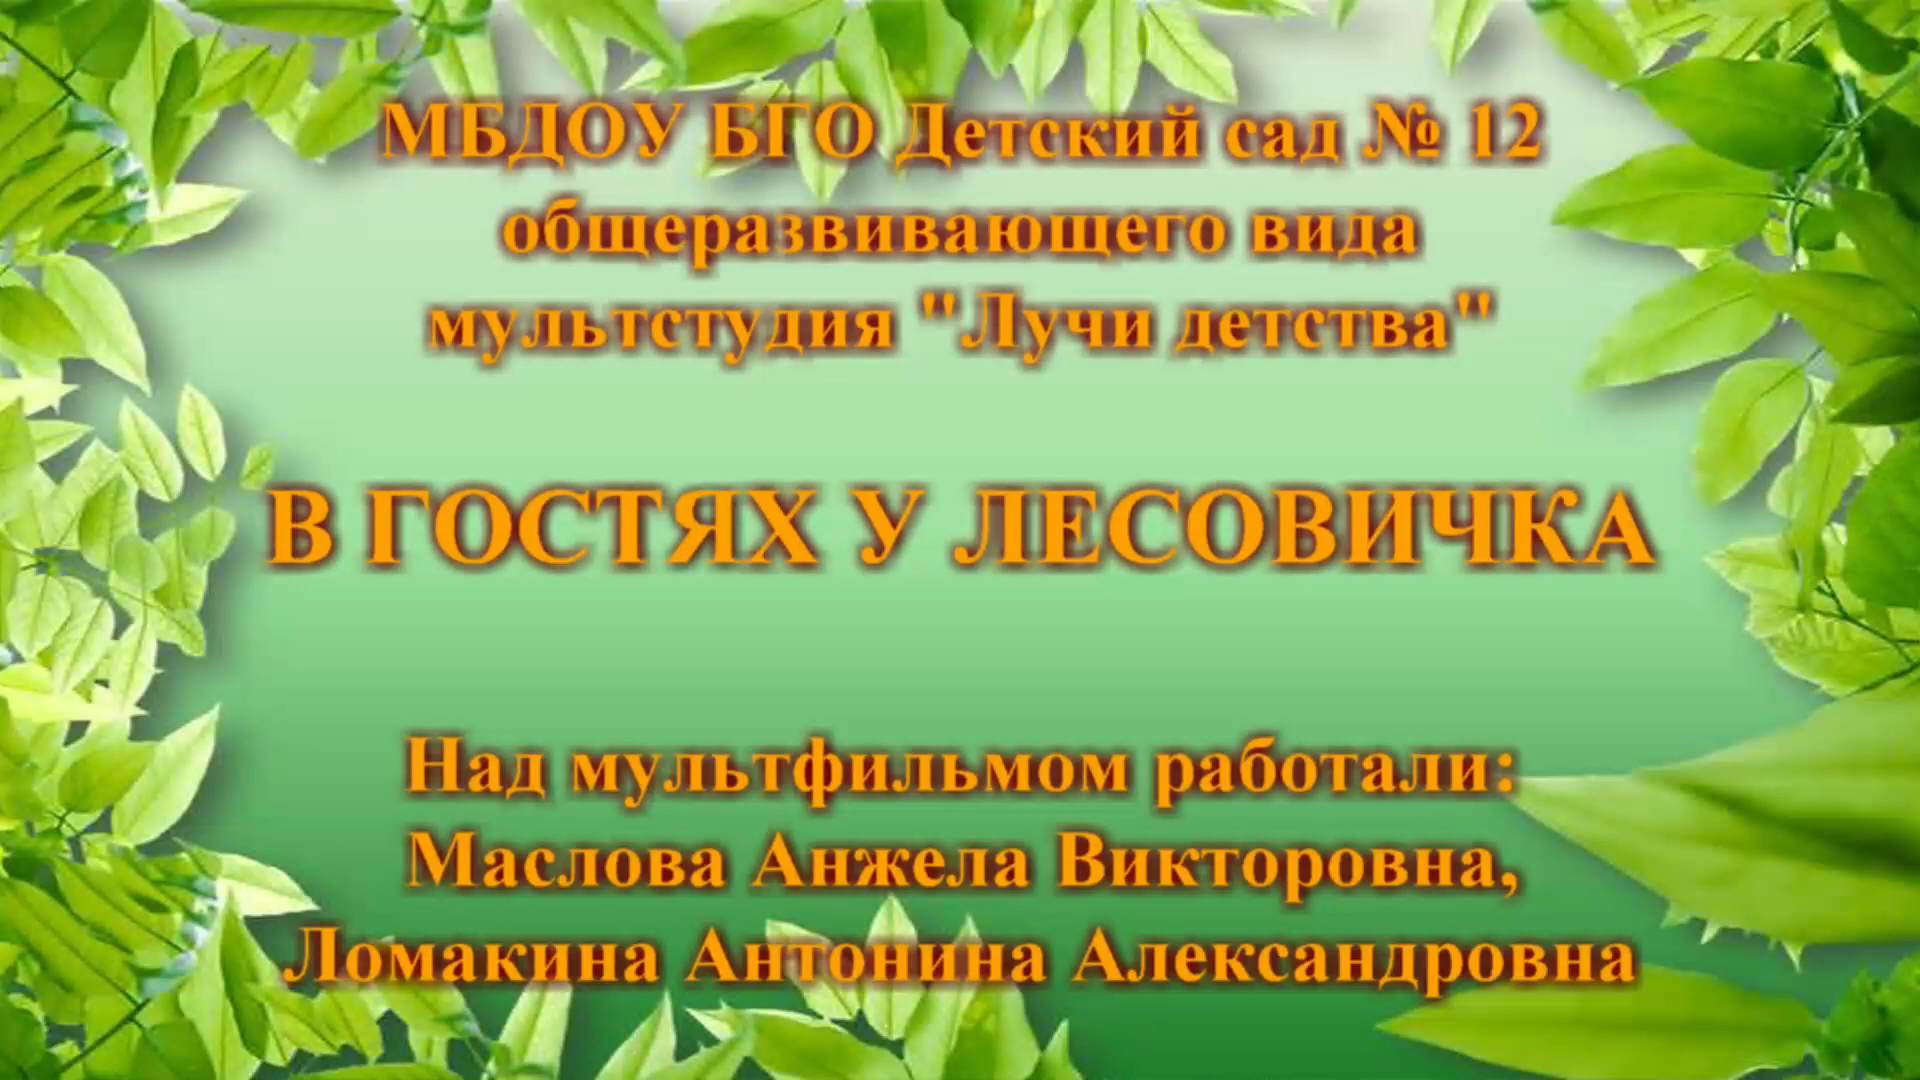 МБДОУ БГО Детский сад № 12
общеразвивающего вида
мультстудия "Лучи детства"
В ГОСТЯХ У ЛЕСОВИЧКА
Над мультфильмом работали:
Маслова Анжела Викторовна,
Ломакина Антонина Александровна